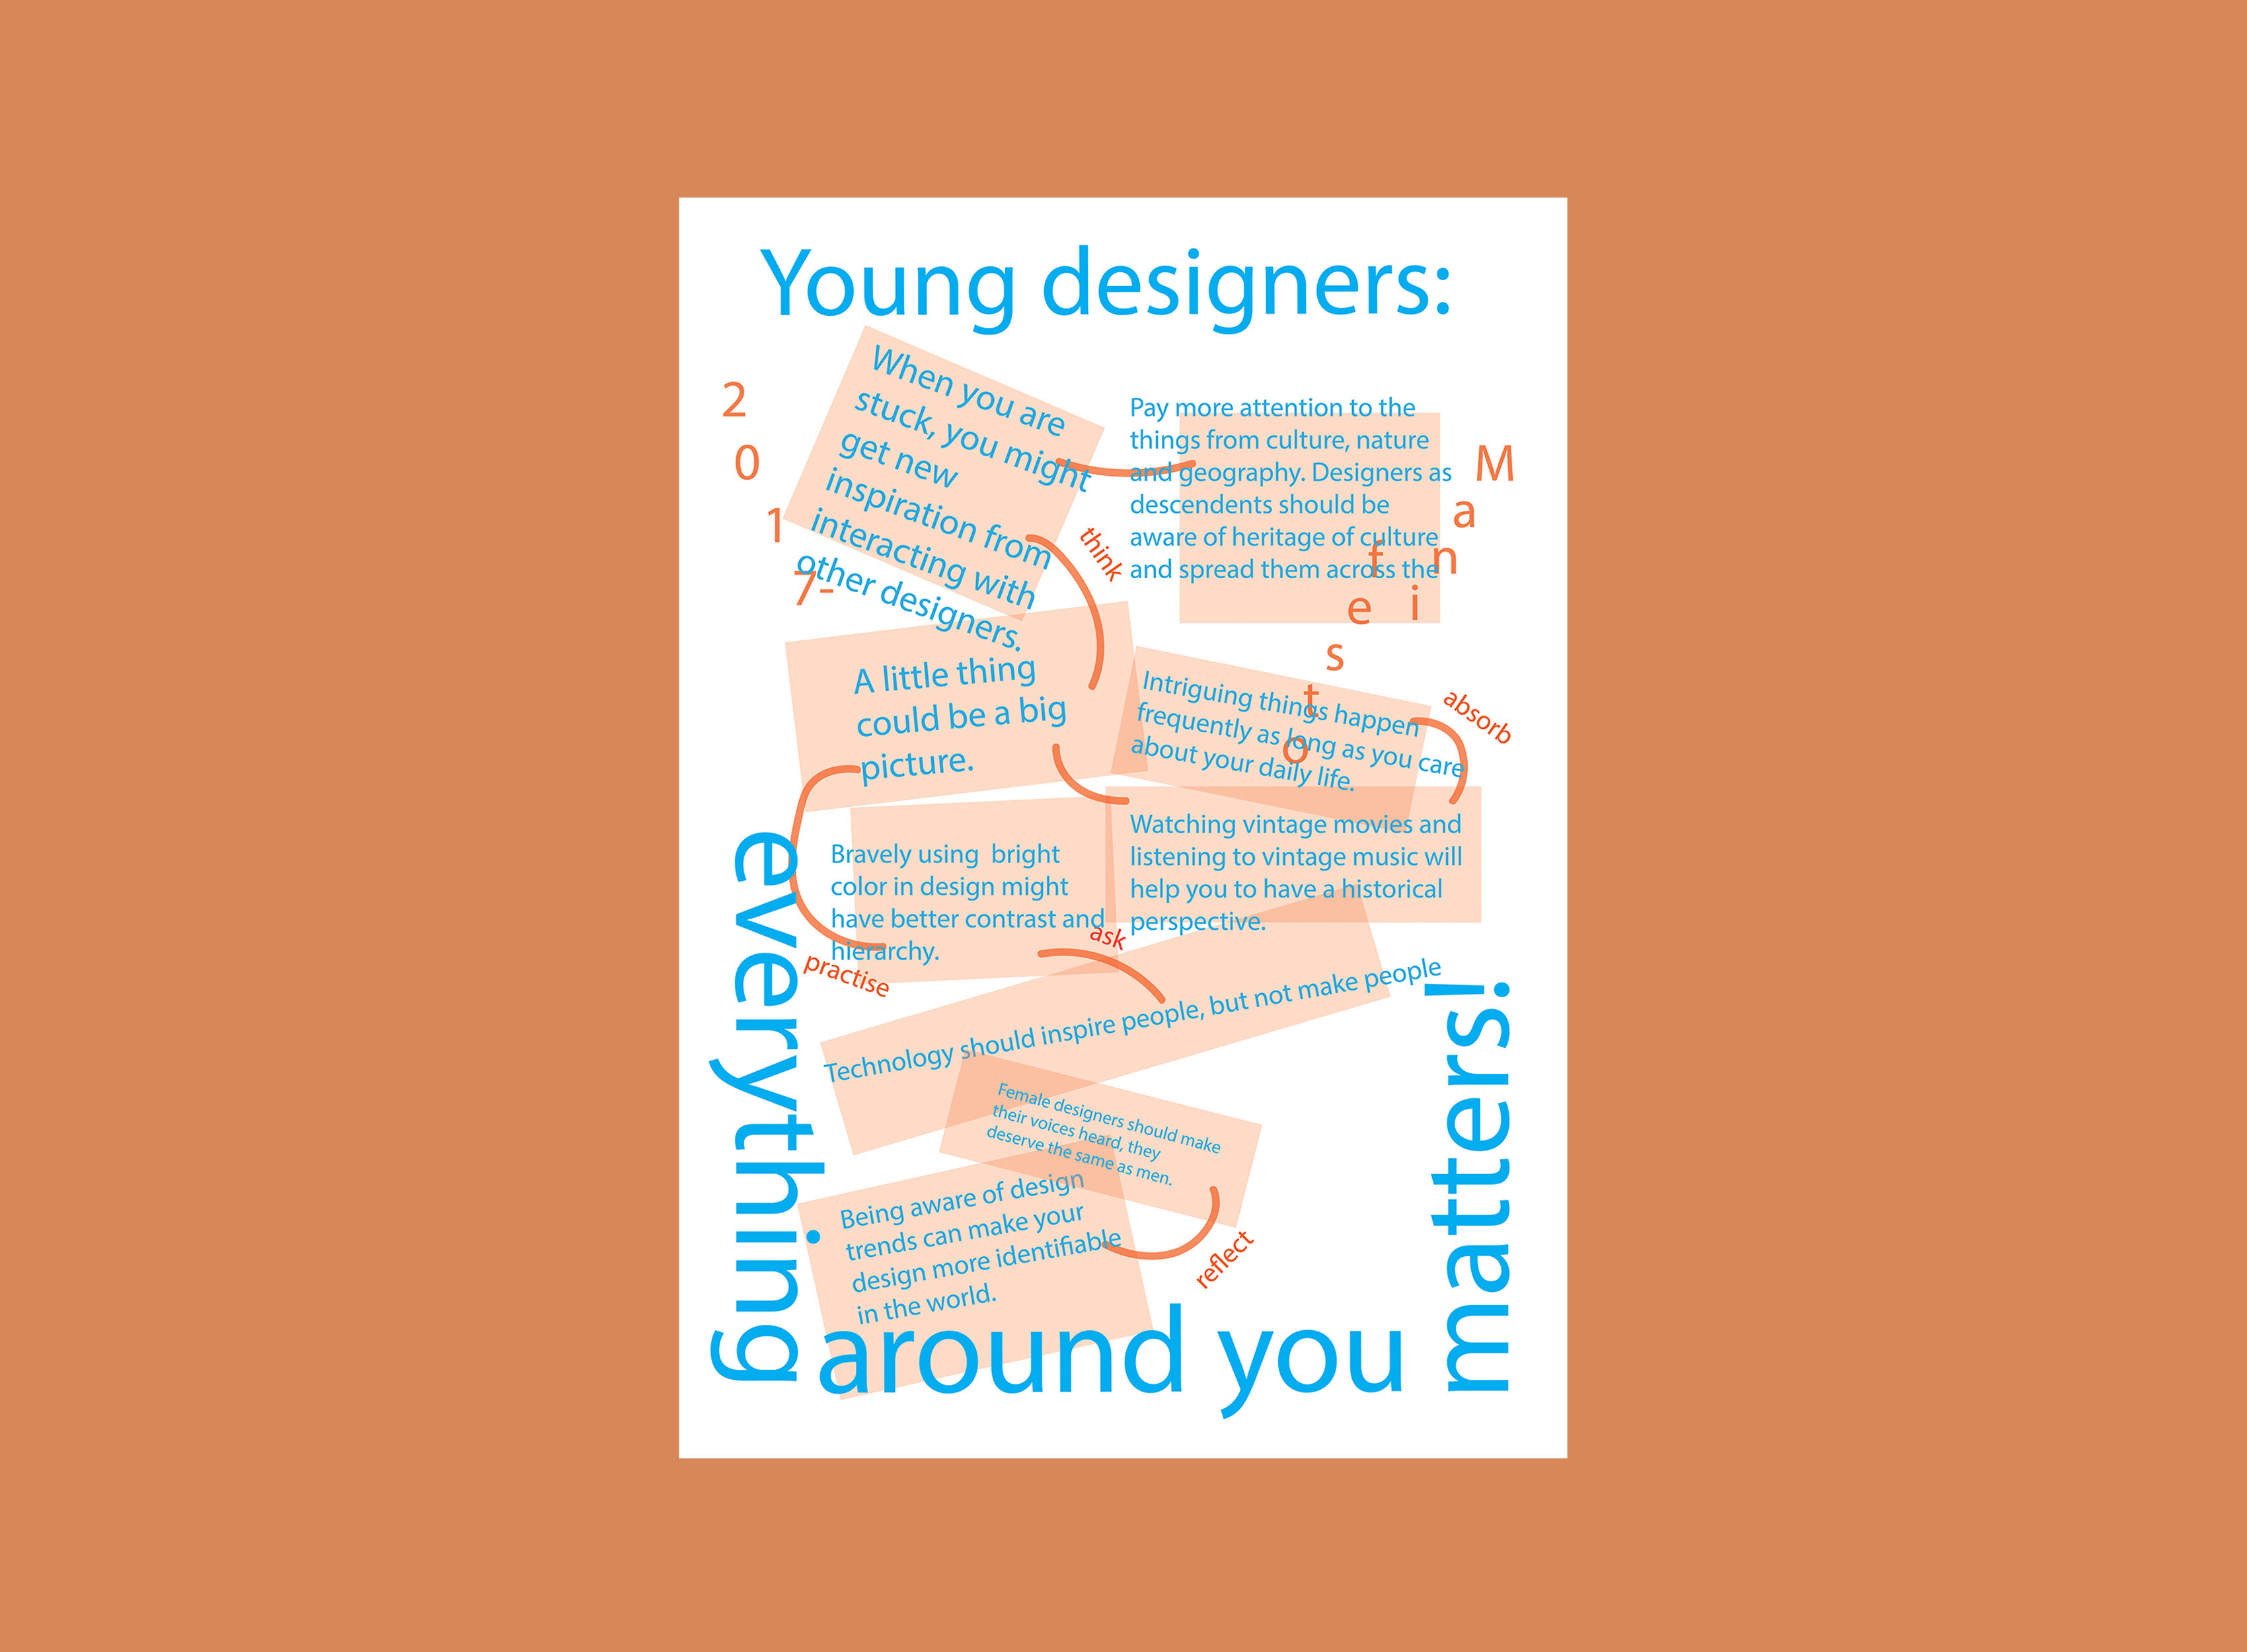 Young designers:
2
0
1
7-
M
a
n
i
f
e
s
t
o
When you are
stuck, you might
get new
inspiration from
interacting with
other designers.
Pay more attention to the
things from culture, nature
and geography. Designers as
descendents should be
aware of heritage of culture
and spread them across the
think
A little thing
could be a big
picture.
Intriguing things happen
frequently as long as you care
about your daily life.
absorb
Bravely using  bright
color in design might
have better contrast and
hierarchy.
Watching vintage movies and
listening to vintage music will
help you to have a historical
perspective.
ask
practise
Technology should inspire people, but not make people
Female designers should make
their voices heard, they
deserve the same as men.
Being aware of design
trends can make your
design more identifiable
in the world.
reflect
everything
around you
matters!